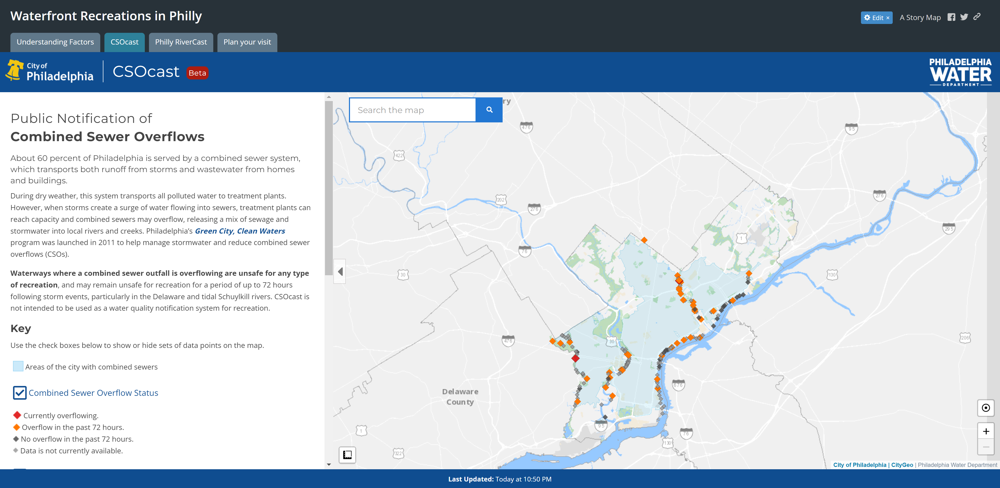 Waterfront Recreations in Philly
Edit ×
A Story Map
Understanding Factors
CSOcast
Philly RiverCast
Plan your visit
City of
Philadelphia
CSOcast
Beta
PHILADELPHIA
WATER
DEPARTMENT
Public Notification of
Combined Sewer Overflows
About 60 percent of Philadelphia is served by a combined sewer system,
which transports both runoff from storms and wastewater from homes
and buildings.
During dry weather, this system transports all polluted water to treatment plants.
However, when storms create a surge of water flowing into sewers, treatment plants can
reach capacity and combined sewers may overflow, releasing a mix of sewage and
stormwater into local rivers and creeks. Philadelphia’s Green City, Clean Waters
program was launched in 2011 to help manage stormwater and reduce combined sewer
overflows (CSOs).
Waterways where a combined sewer outfall is overflowing are unsafe for any type
of recreation, and may remain unsafe for recreation for a period of up to 72 hours
following storm events, particularly in the Delaware and tidal Schuylkill rivers. CSOcast is
not intended to be used as a water quality notification system for recreation.
Key
Use the check boxes below to show or hide sets of data points on the map.
Areas of the city with combined sewers
Combined Sewer Overflow Status
Currently overflowing.
Overflow in the past 72 hours.
No overflow in the past 72 hours.
Data is not currently available.
Search the map
ry
476
95
422
202
276
276
295
1
76
30
130
476
30
206
676
Delaware
County
95
1
76
130
322
+
−
City of Philadelphia | CityGeo | Philadelphia Water Department
Last Updated: Today at 10:50 PM